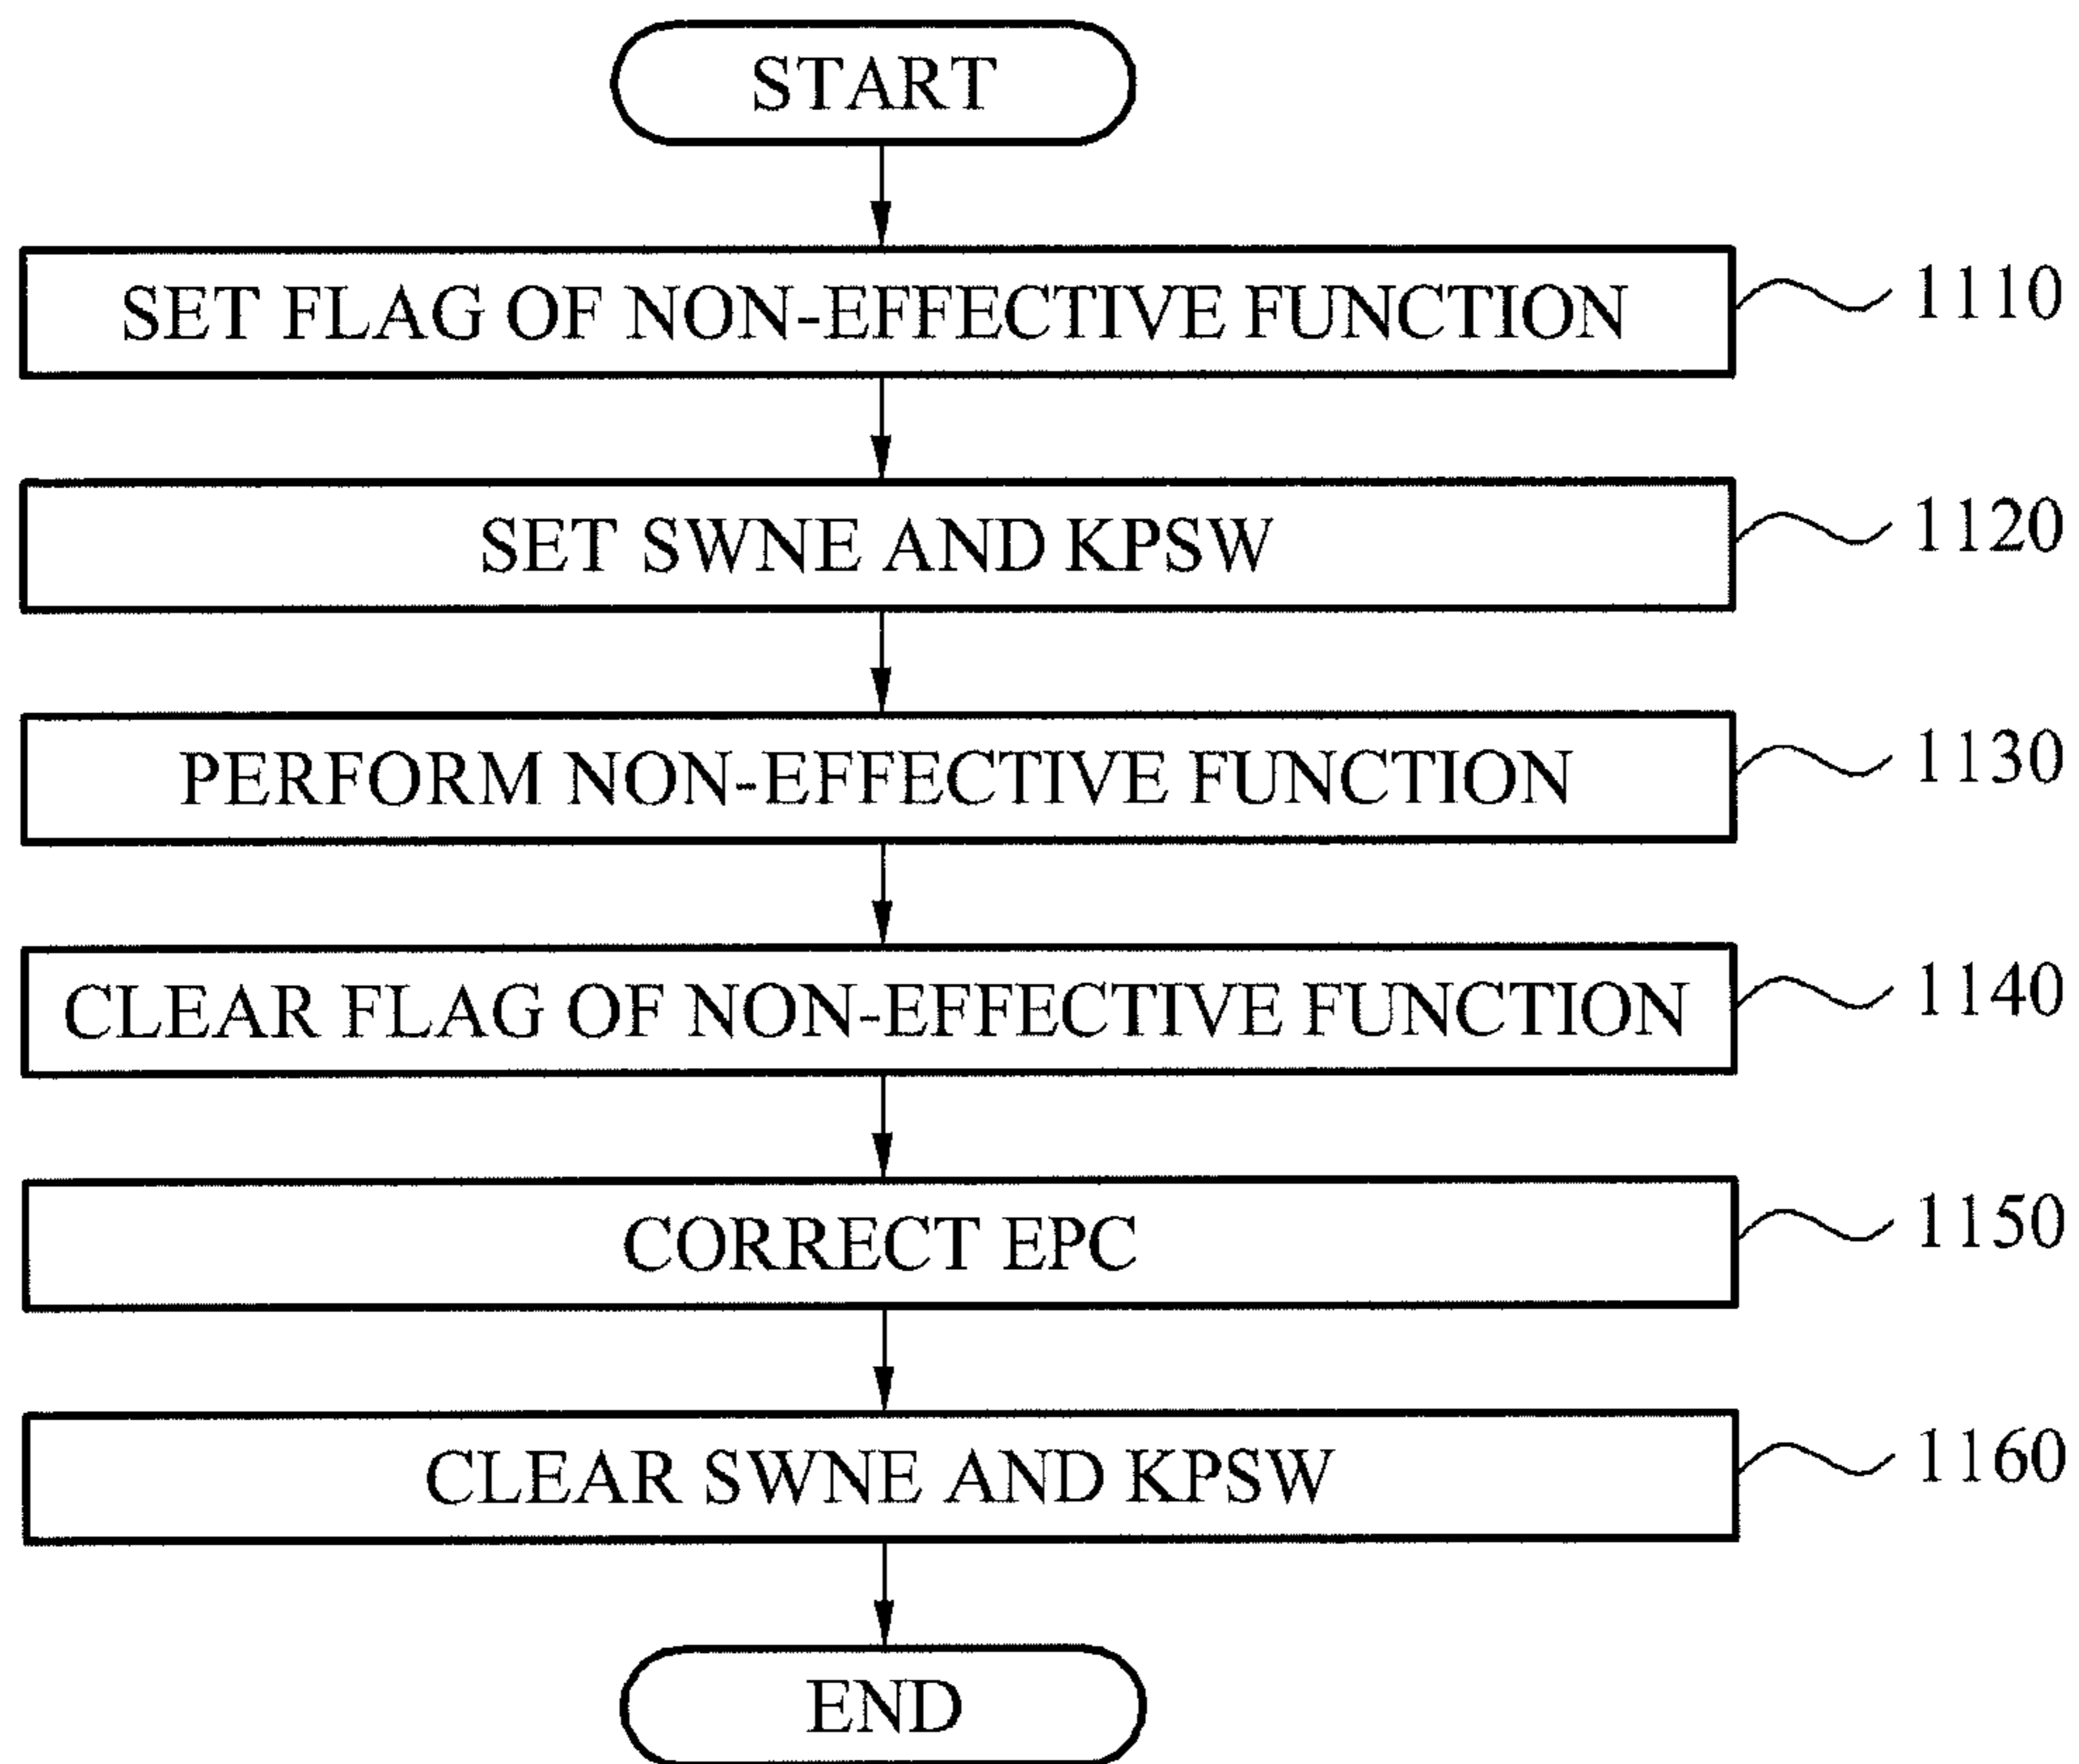 START
SET FLAG OF NON-EFFECTIVE FUNCTION
1110
SET SWNE AND KPSW
1120
PERFORM NON-EFFECTIVE FUNCTION
1130
CLEAR FLAG OF NON-EFFECTIVE FUNCTION
1140
CORRECT EPC
1150
CLEAR SWNE AND KPSW
1160
END